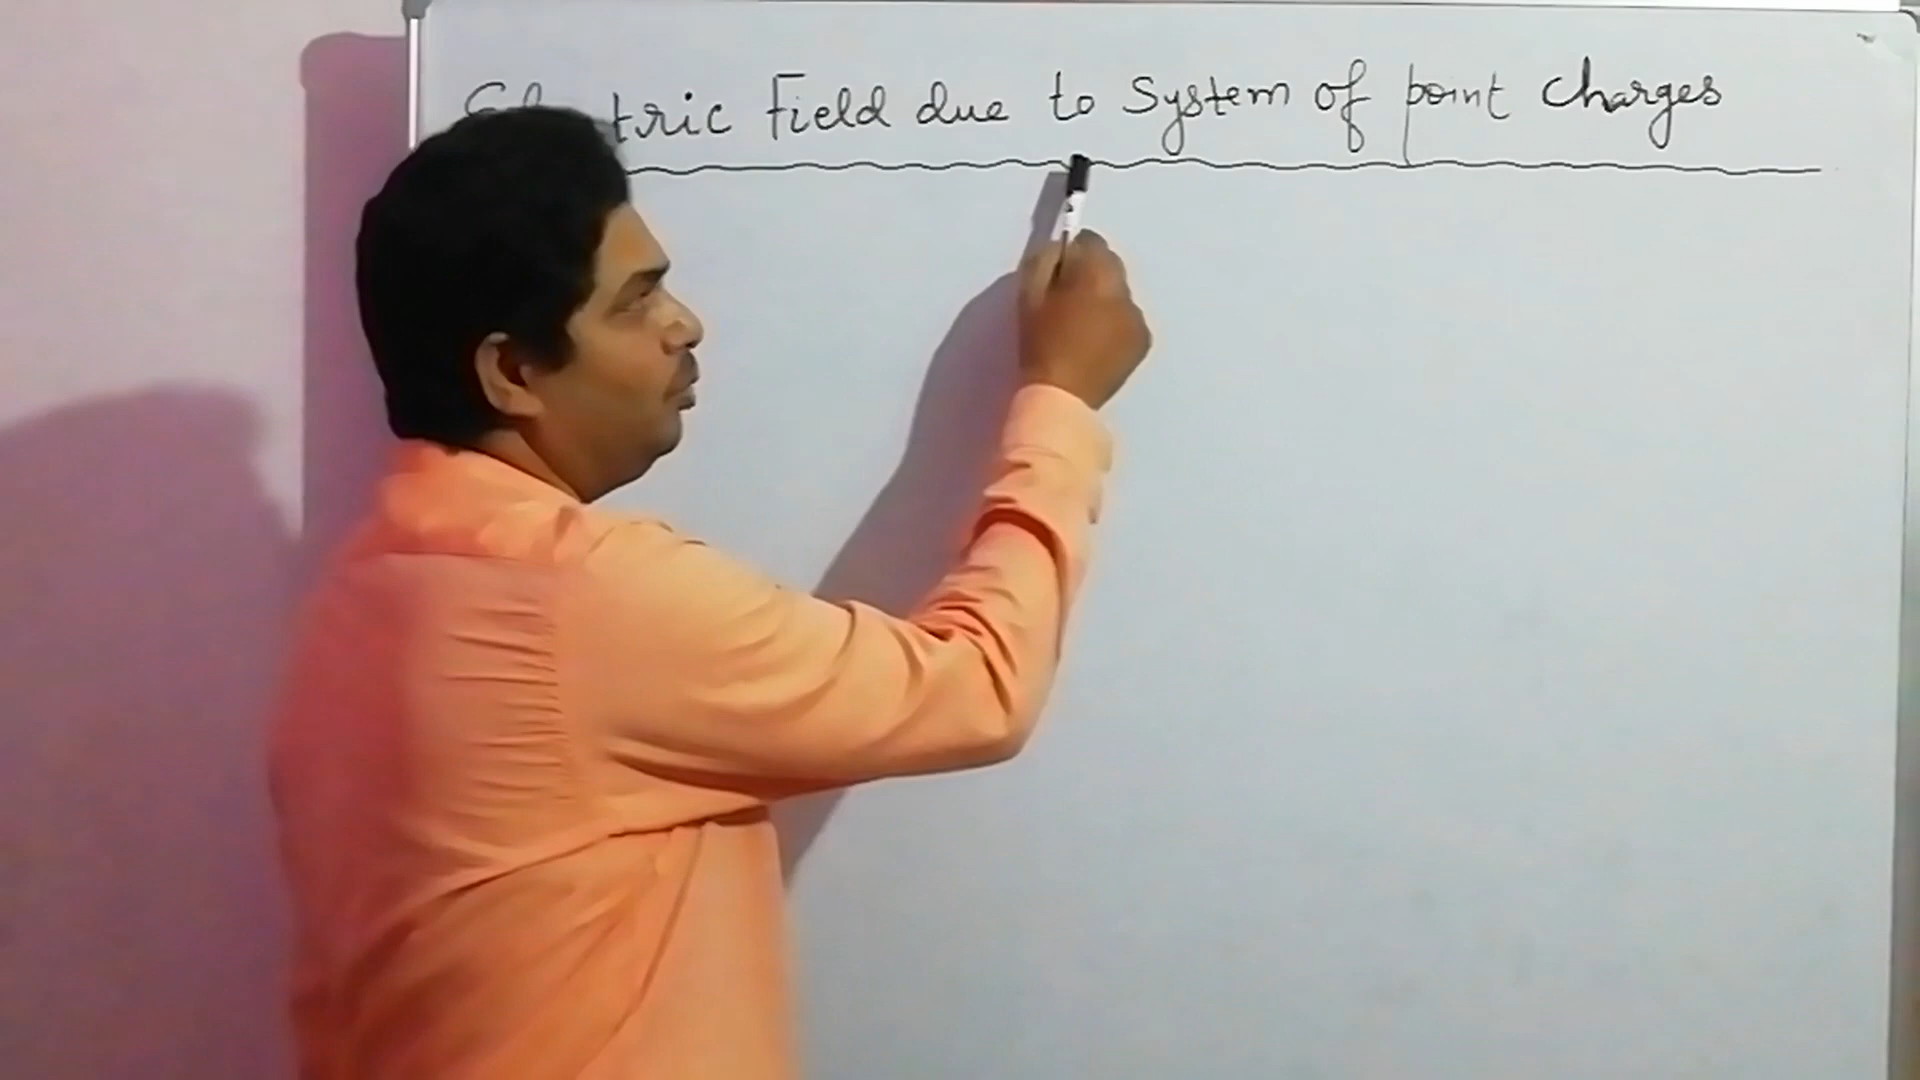 Electric Field due to System of point charges